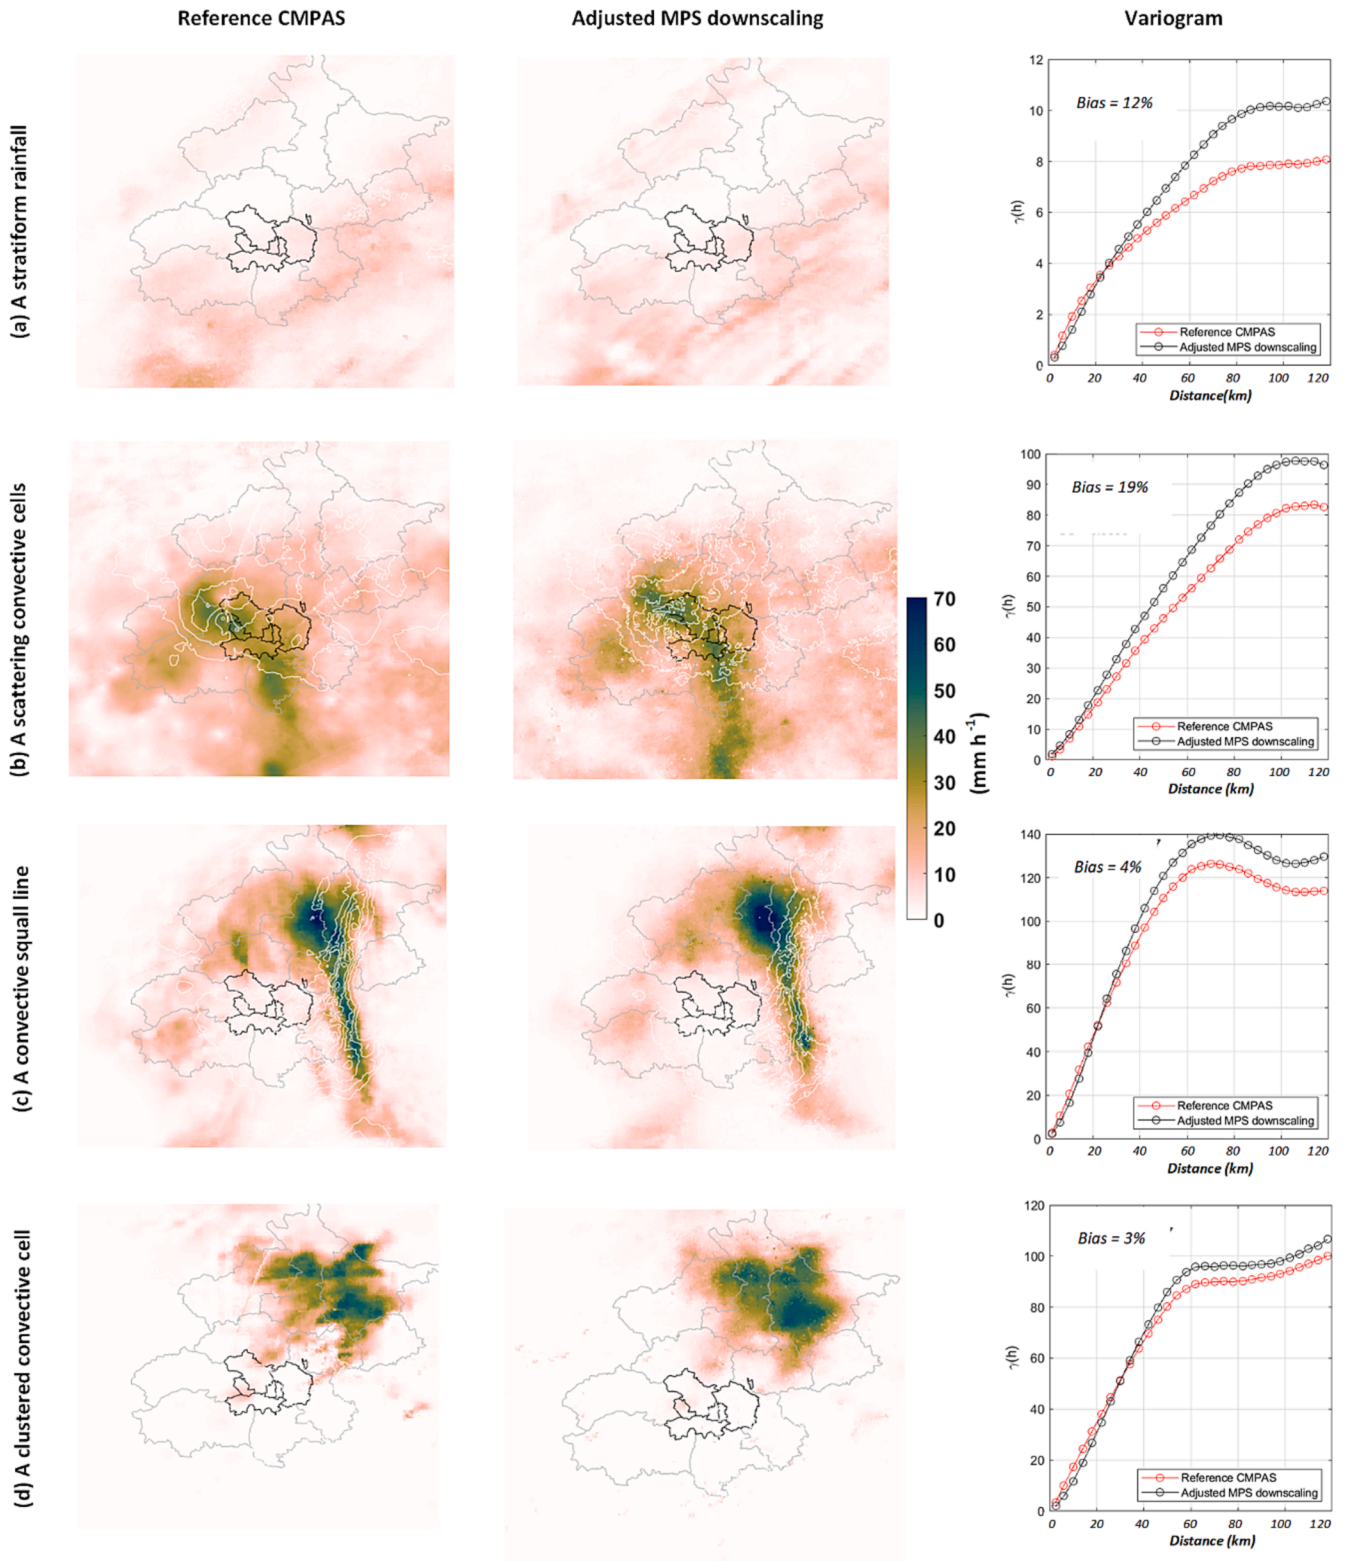 Reference CMPAS
Adjusted MPS downscaling
Variogram
(a) A stratiform rainfall
Bias = 12%
12
10
8
6
4
2
0
γ(h)
Reference CMPAS
Adjusted MPS downscaling
0 20 40 60 80 100 120
Distance(km)
(b) A scattering convective cells
Bias = 19%
100
90
80
70
60
50
40
30
20
10
0
γ(h)
Reference CMPAS
Adjusted MPS downscaling
0 20 40 60 80 100 120
Distance (km)
70
60
50
40
30
20
10
0
(mm h-1)
(c) A convective squall line
Bias = 4%
140
120
100
80
60
40
20
0
γ(h)
Reference CMPAS
Adjusted MPS downscaling
0 20 40 60 80 100 120
Distance (km)
(d) A clustered convective cell
Bias = 3%
120
100
80
60
40
20
0
γ(h)
Reference CMPAS
Adjusted MPS downscaling
0 20 40 60 80 100 120
Distance (km)